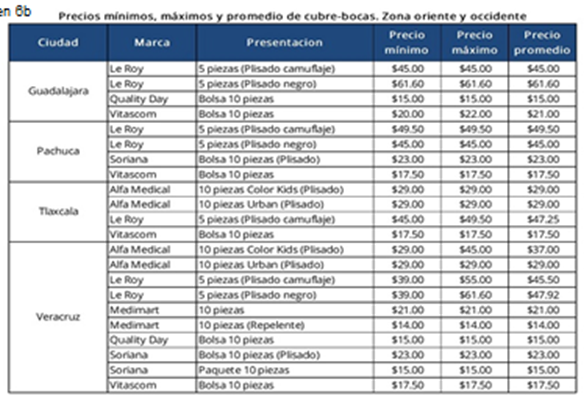 en 6b
Precios mínimos, máximos y promedio de cubre-bocas. Zona oriente y occidente
Ciudad Marca Presentacion Precio mínimo Precio máximo Precio promedio
Guadalajara Le Roy 5 piezas (Plisado camuflaje) $45.00 $45.00 $45.00
Le Roy 5 piezas (Plisado negro) $61.60 $61.60 $61.60
Quality Day Bolsa 10 piezas $15.00 $15.00 $15.00
Vitascom Bolsa 10 piezas $20.00 $22.00 $21.00
Pachuca Le Roy 5 piezas (Plisado camuflaje) $49.50 $49.50 $49.50
Le Roy 5 piezas (Plisado negro) $45.00 $45.00 $45.00
Soriana Bolsa 10 piezas (Plisado) $23.00 $23.00 $23.00
Vitascom Bolsa 10 piezas $17.50 $17.50 $17.50
Tlaxcala Alfa Medical 10 piezas Color Kids (Plisado) $29.00 $29.00 $29.00
Alfa Medical 10 piezas Urban (Plisado) $29.00 $29.00 $29.00
Le Roy 5 piezas (Plisado camuflaje) $45.00 $49.50 $47.25
Vitascom Bolsa 10 piezas $17.50 $17.50 $17.50
Veracruz Alfa Medical 10 piezas Color Kids (Plisado) $29.00 $45.00 $37.00
Alfa Medical 10 piezas Urban (Plisado) $29.00 $29.00 $29.00
Le Roy 5 piezas (Plisado camuflaje) $39.00 $55.00 $45.50
Le Roy 5 piezas (Plisado negro) $39.00 $61.60 $47.92
Medimart 10 piezas $21.00 $21.00 $21.00
Medimart 10 piezas (Repelente) $14.00 $14.00 $14.00
Quality Day Bolsa 10 piezas $15.00 $15.00 $15.00
Soriana Bolsa 10 piezas (Plisado) $23.00 $23.00 $23.00
Soriana Paquete 10 piezas $15.00 $15.00 $15.00
Vitascom Bolsa 10 piezas $17.50 $17.50 $17.50